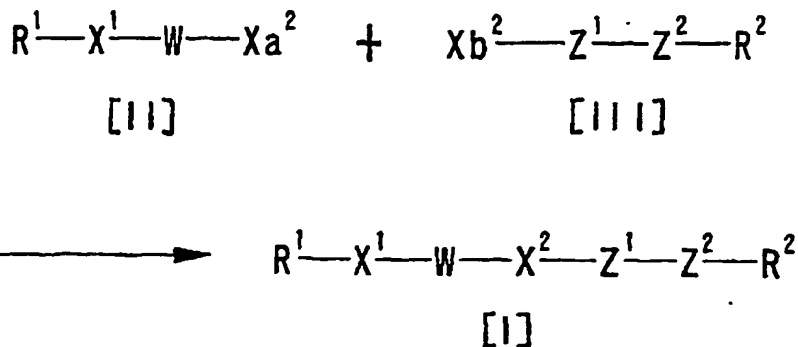 R¹—X¹—W—Xa² + Xb²—Z¹—Z²—R²
[II] [III]
R¹—X¹—W—X²—Z¹—Z²—R²
[I]